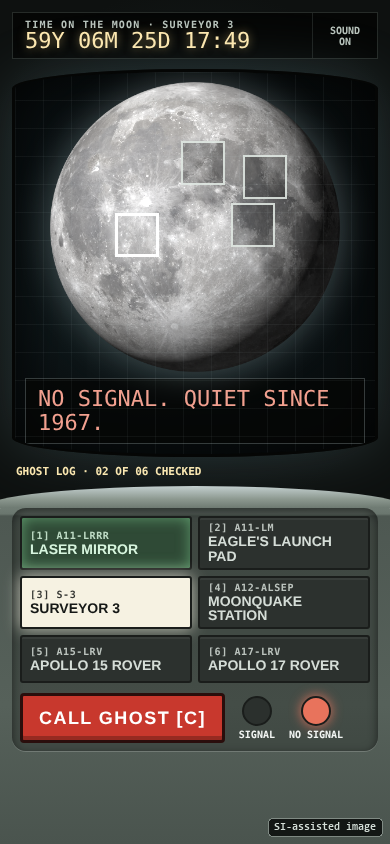 TIME ON THE MOON · SURVEYOR 3
59Y 06M 25D 17:49
SOUND
ON
NO SIGNAL. QUIET SINCE
1967.
GHOST LOG · 02 OF 06 CHECKED
[1] A11-LRRR
LASER MIRROR
[2] A11-LM
EAGLE'S LAUNCH
PAD
[3] S-3
SURVEYOR 3
[4] A12-ALSEP
MOONQUAKE
STATION
[5] A15-LRV
APOLLO 15 ROVER
[6] A17-LRV
APOLLO 17 ROVER
CALL GHOST [C]
SIGNAL
NO SIGNAL
SI-assisted image